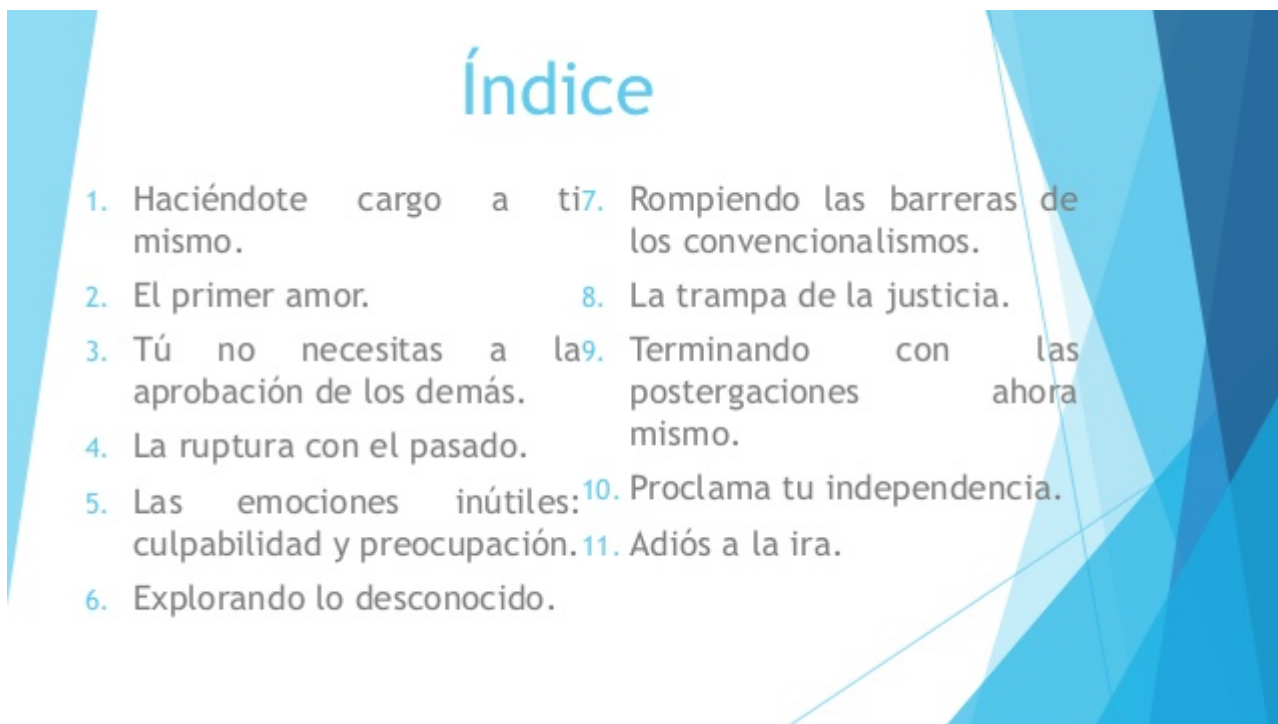 Índice
1. Haciéndote cargo a ti
mismo.
2. El primer amor.
3. Tú no necesitas a la
aprobación de los demás.
4. La ruptura con el pasado.
5. Las emociones inútiles:
culpabilidad y preocupación.
6. Explorando lo desconocido.
7. Rompiendo las barreras de
los convencionalismos.
8. La trampa de la justicia.
9. Terminando con las
postergaciones ahora
mismo.
10. Proclama tu independencia.
11. Adiós a la ira.